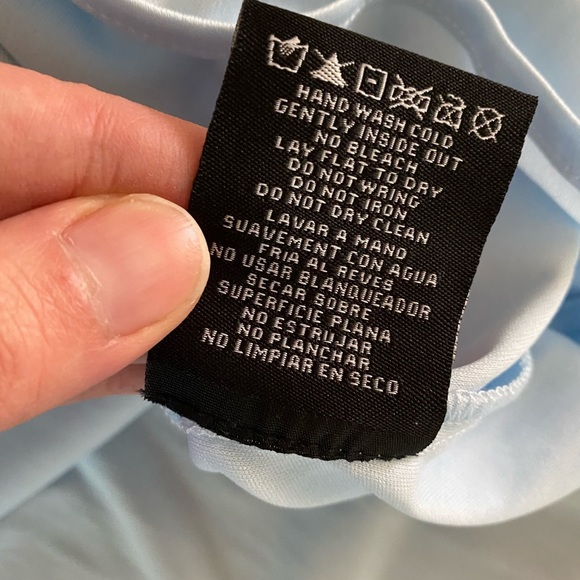 HAND WASH COLD
GENTLY INSIDE OUT
NO BLEACH
LAY FLAT TO DRY
DO NOT WRING
DO NOT IRON
DO NOT DRY CLEAN
LAVAR A MANO
SUAVEMENT CON AGUA
FRIA AL REVES
NO USAR BLANQUEADOR
SECAR SOBRE
SUPERFICIE PLANA
NO ESTRUJAR
NO PLANCHAR
NO LIMPIAR EN SECO